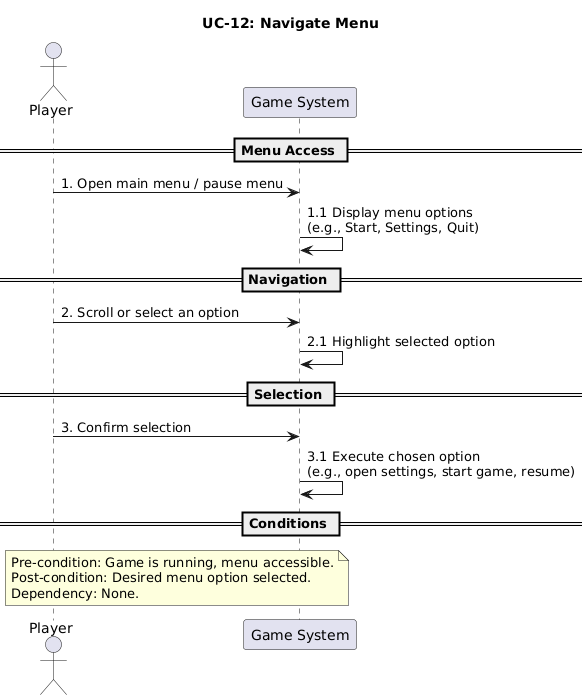 UC-12: Navigate Menu
Player
Game System
Menu Access
1. Open main menu / pause menu
1.1 Display menu options
(e.g., Start, Settings, Quit)
Navigation
2. Scroll or select an option
2.1 Highlight selected option
Selection
3. Confirm selection
3.1 Execute chosen option
(e.g., open settings, start game, resume)
Conditions
Pre-condition: Game is running, menu accessible.
Post-condition: Desired menu option selected.
Dependency: None.
Player
Game System